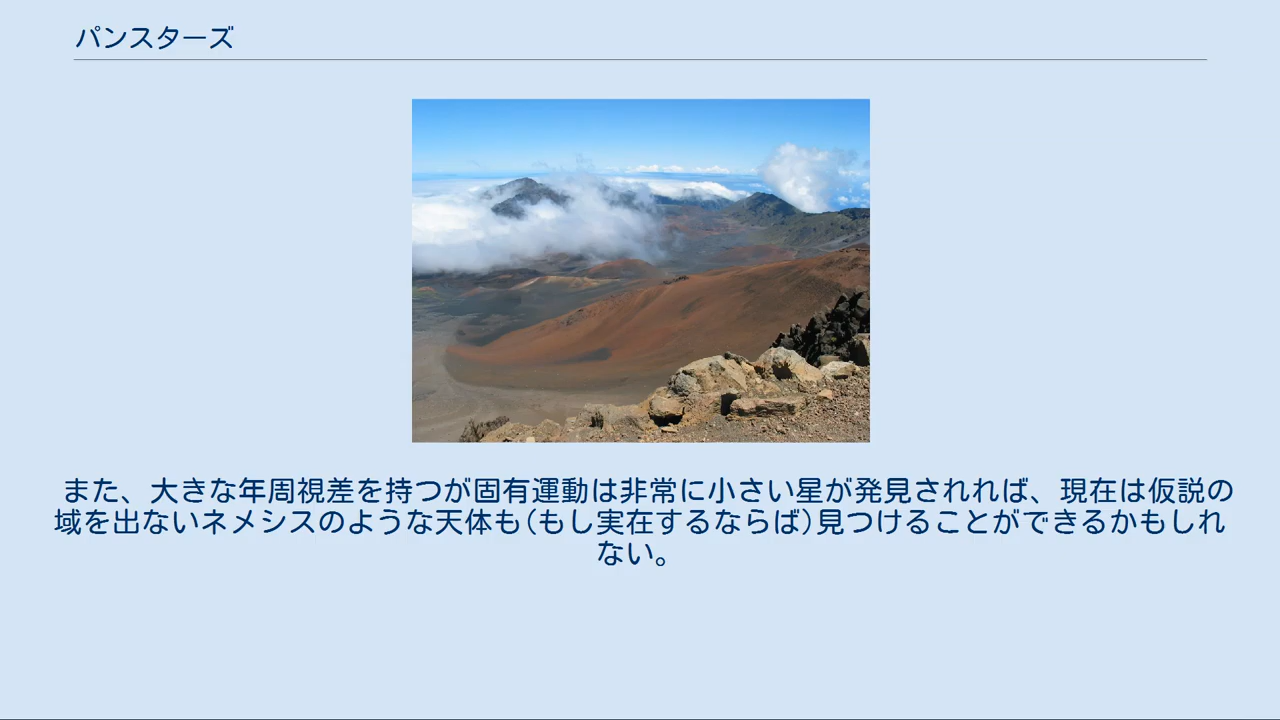 パンスターズ
また、大きな年周視差を持つが固有運動は非常に小さい星が発見されれば、現在は仮説の
域を出ないネメシスのような天体も(もし実在するならば)見つけることができるかもしれ
ない。